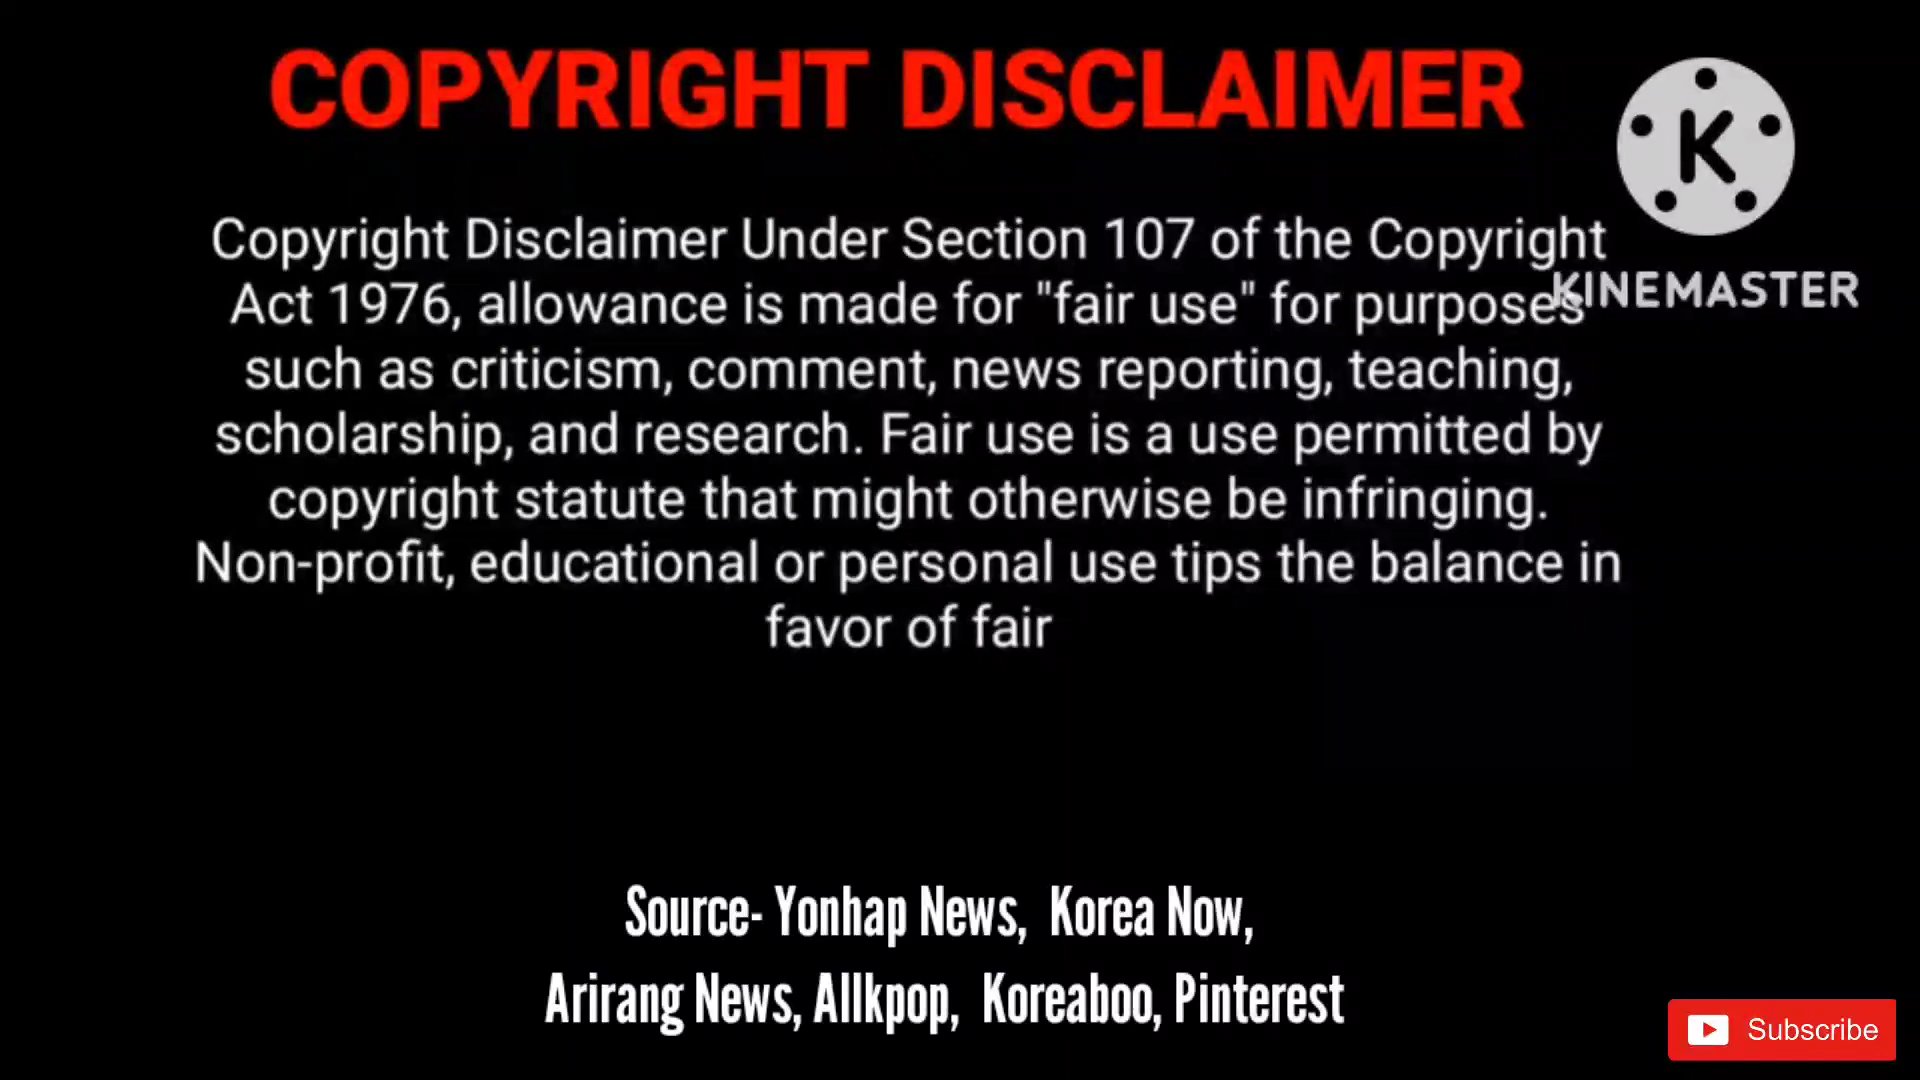 COPYRIGHT DISCLAIMER
K
KINEMASTER
Copyright Disclaimer Under Section 107 of the Copyright
Act 1976, allowance is made for "fair use" for purposes
such as criticism, comment, news reporting, teaching,
scholarship, and research. Fair use is a use permitted by
copyright statute that might otherwise be infringing.
Non-profit, educational or personal use tips the balance in
favor of fair
Source- Yonhap News, Korea Now,
Arirang News, Allkpop, Koreaboo, Pinterest
Subscribe